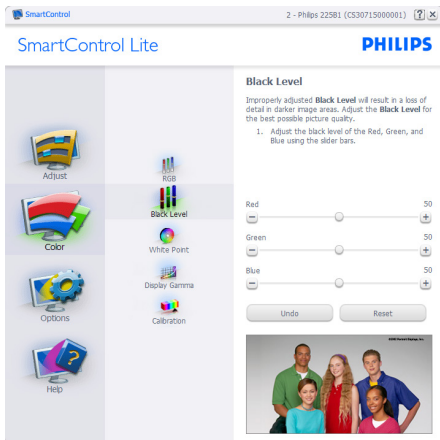 SmartControl
2 - Philips 225B1 (CS30715000001)
?
SmartControl Lite
PHILIPS
Adjust
Color
Options
Help
RGB
Black Level
White Point
Display Gamma
Calibration
Black Level
Improperly adjusted Black Level will result in a loss of
detail in darker image areas. Adjust the Black Level for
the best possible picture quality.
1. Adjust the black level of the Red, Green, and
Blue using the slider bars.
Red 50
Green 50
Blue 50
Undo Reset